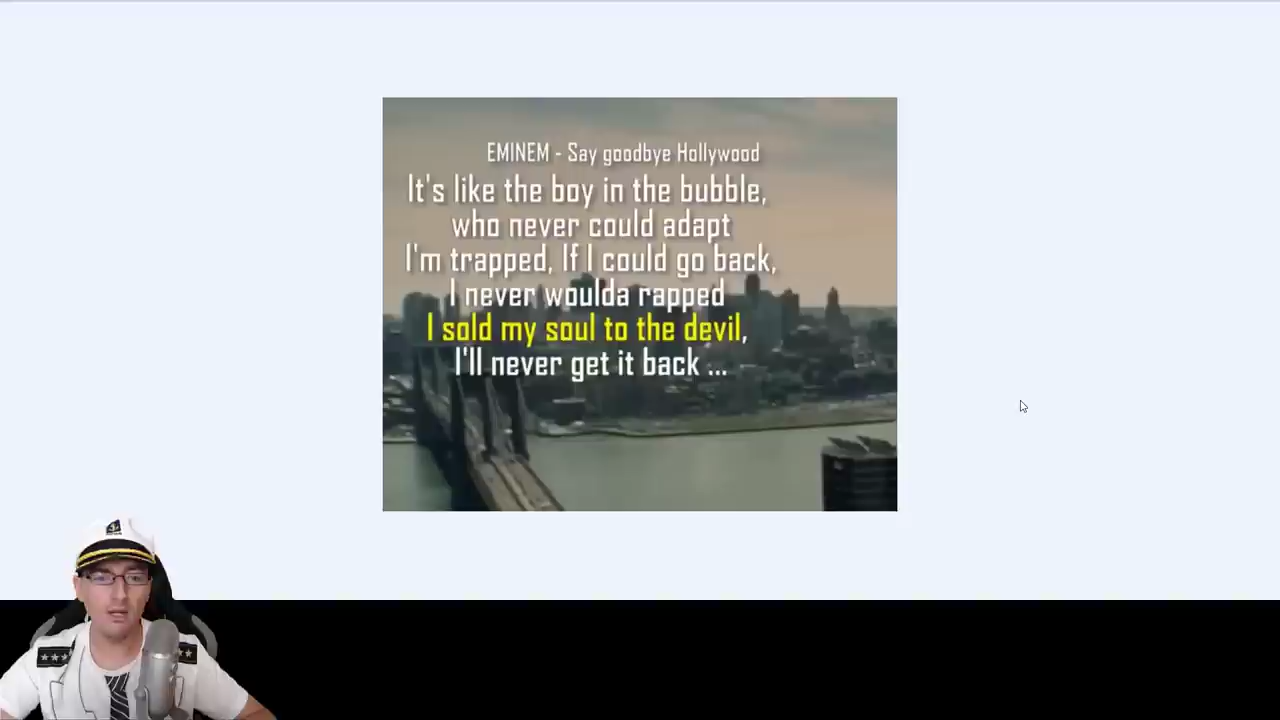 EMINEM - Say goodbye Hollywood
It's like the boy in the bubble,
who never could adapt
I'm trapped, If I could go back,
I never woulda rapped
I sold my soul to the devil,
I'll never get it back ...